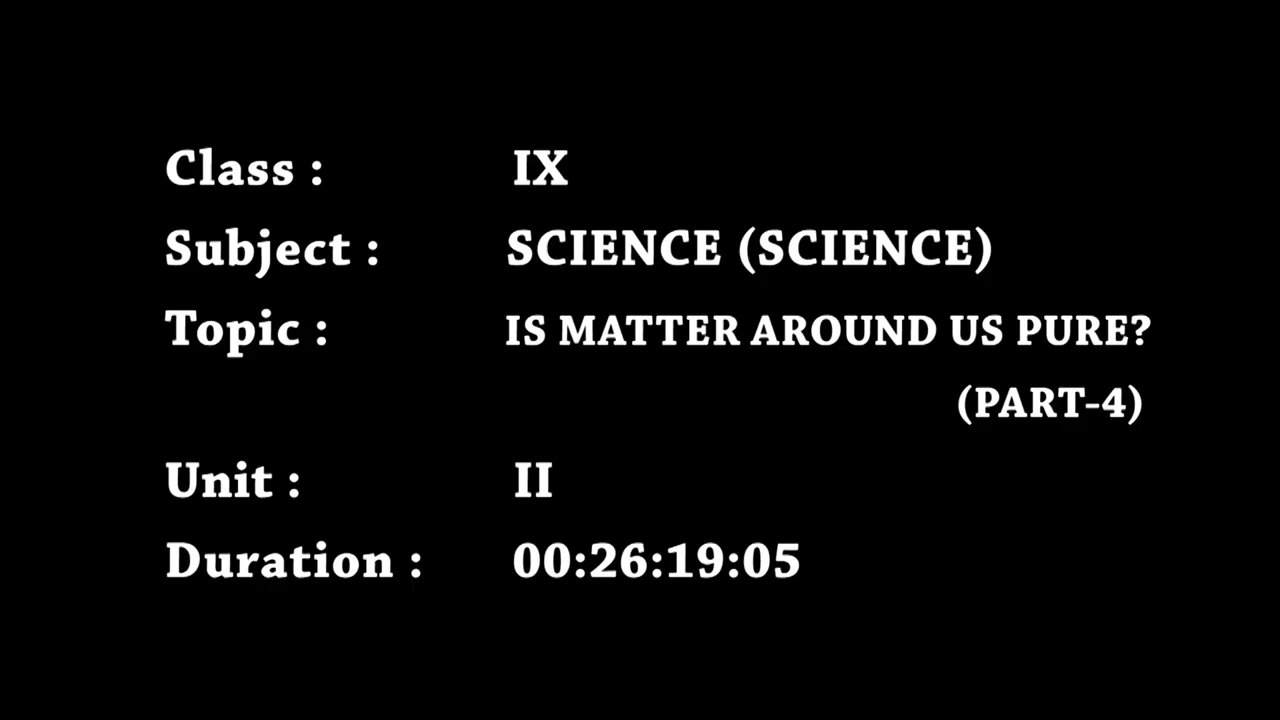 Class : IX
Subject : SCIENCE (SCIENCE)
Topic : IS MATTER AROUND US PURE?
(PART-4)
Unit : II
Duration : 00:26:19:05